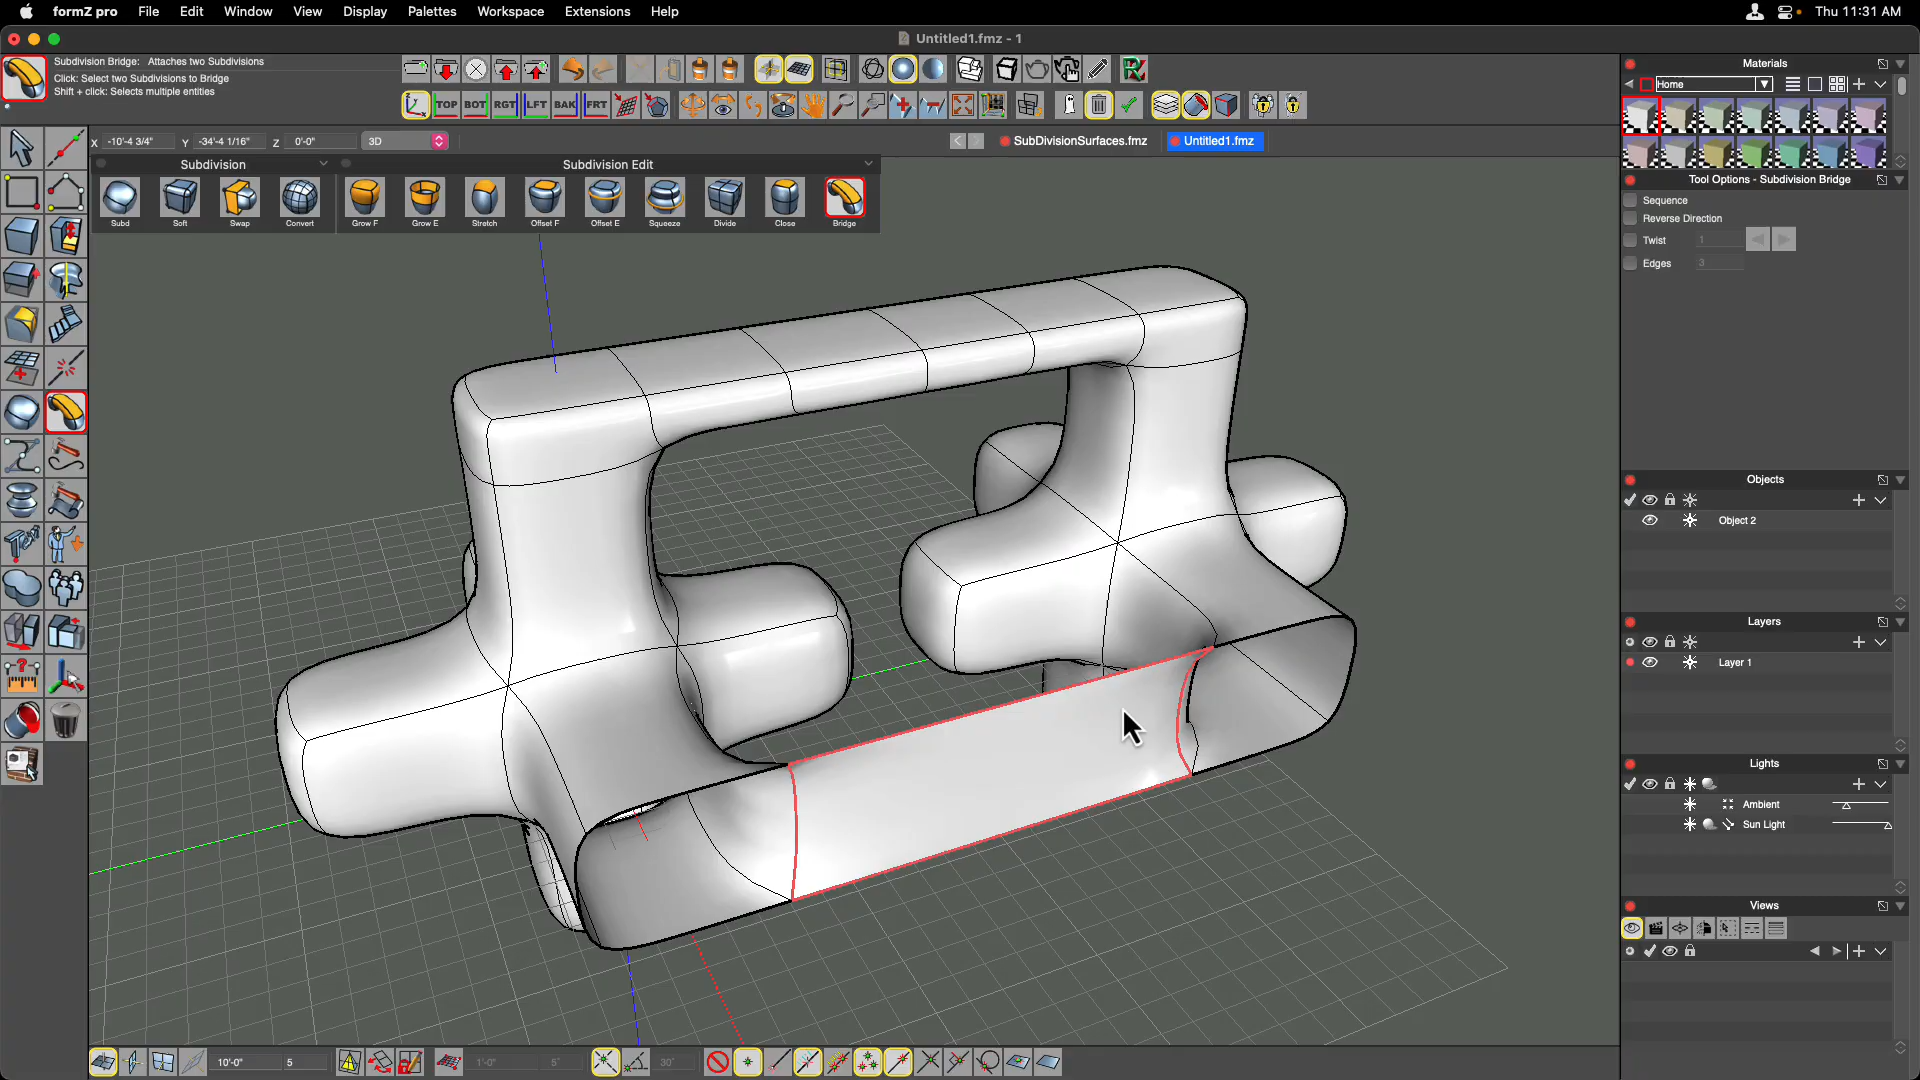 formZ pro File Edit Window View Display Palettes Workspace Extensions Help Thu 11:31 AM
Untitled1.fmz - 1
Subdivision Bridge: Attaches two Subdivisions
Click: Select two Subdivisions to Bridge
Shift + click: Selects multiple entities
TOP BOT RGT LFT BAK FRT
X -10'-4 3/4" Y -34'-4 1/16" Z 0'-0" 3D
SubDivisionSurfaces.fmz Untitled1.fmz
Subdivision Subdivision Edit
Subd Soft Swap Convert Grow F Grow E Stretch Offset F Offset E Squeeze Divide Close Bridge
Materials
Home
Tool Options - Subdivision Bridge
Sequence
Reverse Direction
Twist 1
Edges 3
Objects
Object 2
Layers
Layer 1
Lights
Ambient
Sun Light
Views
10'-0" 5 1'-0" 5" 30°